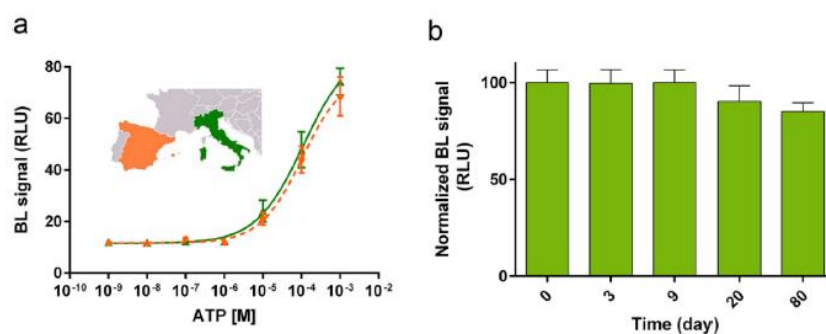 a
BL signal (RLU)
80
60
40
20
0
10⁻¹⁰ 10⁻⁹ 10⁻⁸ 10⁻⁷ 10⁻⁶ 10⁻⁵ 10⁻⁴ 10⁻³ 10⁻²
ATP [M]
b
Normalized BL signal
(RLU)
100
50
0
0 3 9 20 80
Time (day)